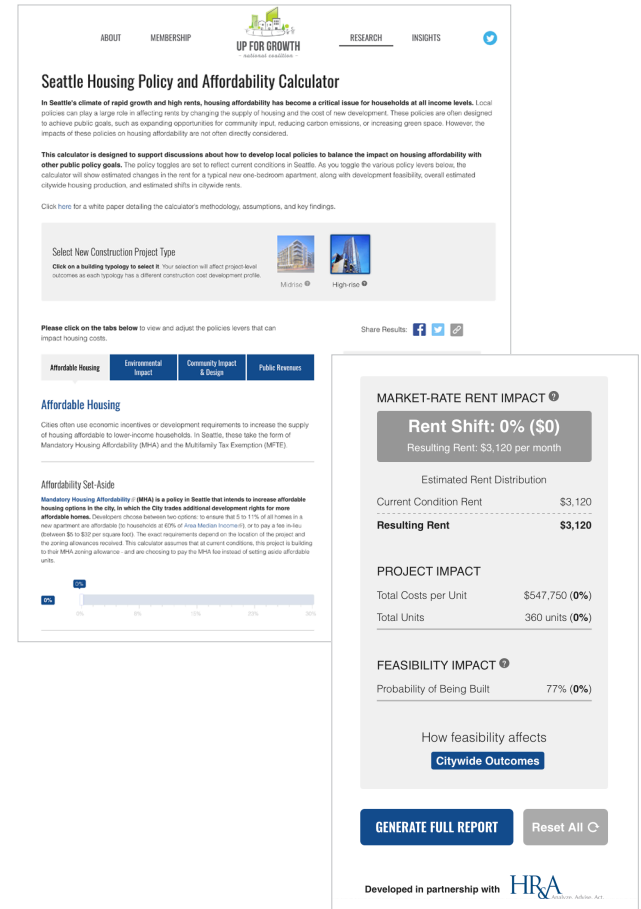 ABOUT
MEMBERSHIP
UP FOR GROWTH
- national coalition -
RESEARCH
INSIGHTS
Seattle Housing Policy and Affordability Calculator
In Seattle's climate of rapid growth and high rents, housing affordability has become a critical issue for households at all income levels. Local
policies can play a large role in affecting rents by changing the supply of housing and the cost of new development. These policies are often designed
to achieve public goals, such as expanding opportunities for community input, reducing carbon emissions, or increasing green space. However, the
impacts of these policies on housing affordability are not often directly considered.
This calculator is designed to support discussions about how to develop local policies to balance the impact on housing affordability with
other public policy goals. The policy toggles are set to reflect current conditions in Seattle. As you toggle the various policy levers below, the
calculator will show estimated changes in the rent for a typical new one-bedroom apartment, along with development feasibility, overall estimated
citywide housing production, and estimated shifts in citywide rents.
Click here for a white paper detailing the calculator's methodology, assumptions, and key findings.
Select New Construction Project Type
Click on a building typology to select it. Your selection will affect project-level
outcomes as each typology has a different construction cost development profile.
Midrise ?
High-rise ?
Please click on the tabs below to view and adjust the policies levers that can
impact housing costs.
Share Results:
Affordable Housing
Environmental
Impact
Community Impact
& Design
Public Revenues
Affordable Housing
Cities often use economic incentives or development requirements to increase the supply
of housing affordable to lower-income households. In Seattle, these take the form of
Mandatory Housing Affordability (MHA) and the Multifamily Tax Exemption (MFTE).
Affordability Set-Aside
Mandatory Housing Affordability (MHA) is a policy in Seattle that intends to increase affordable
housing options in the city, in which the City trades additional development rights for more
affordable homes. Developers choose between two options: to ensure that 5 to 11% of all homes in a
new apartment are affordable (to households at 60% of Area Median Income), or to pay a fee in-lieu
(between $5 to $32 per square foot). The exact requirements depend on the location of the project and
the zoning allowances received. This calculator assumes that at current conditions, this project is building
to their MHA zoning allowance - and are choosing to pay the MHA fee instead of setting aside affordable
units.
0%
0%
0%
MARKET-RATE RENT IMPACT ?
Rent Shift: 0% ($0)
Resulting Rent: $3,120 per month
Estimated Rent Distribution
Current Condition Rent $3,120
Resulting Rent $3,120
PROJECT IMPACT
Total Costs per Unit $547,750 (0%)
Total Units 360 units (0%)
FEASIBILITY IMPACT ?
Probability of Being Built 77% (0%)
How feasibility affects
Citywide Outcomes
GENERATE FULL REPORT
Reset All
Developed in partnership with
HR&A
Analyze. Advise. Act.